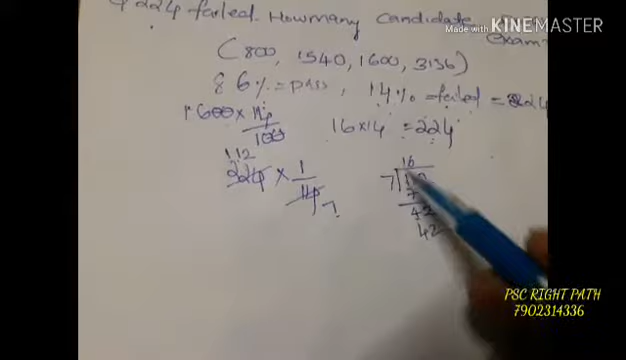 & 224 failed. How many Candidate
Made with KINEMASTER
exam?
(800, 1540, 1600, 3136)
86% = pass, 14% = failed = 224
1600 × 14
100
16×14 = 224
112
224 × 1
14 7
16
7
7
42
42
PSC RIGHT PATH
7902314336